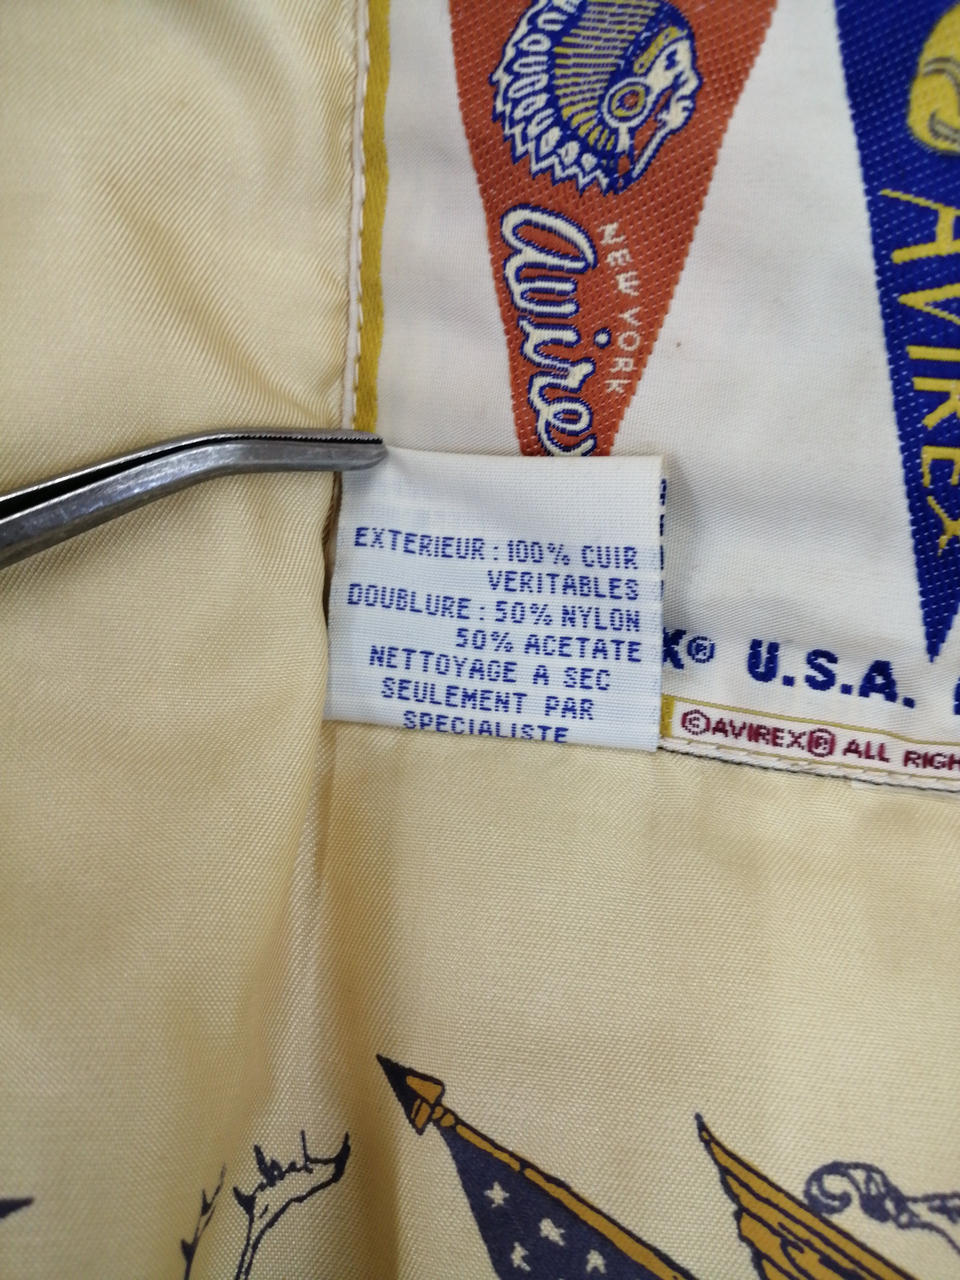 avirex
NEW YORK
AVIREX
EXTERIEUR : 100% CUIR
VERITABLES
DOUBLURE : 50% NYLON
50% ACETATE
NETTOYAGE A SEC
SEULEMENT PAR
SPECIALISTE
X® U.S.A.
©AVIREX® ALL RIGH